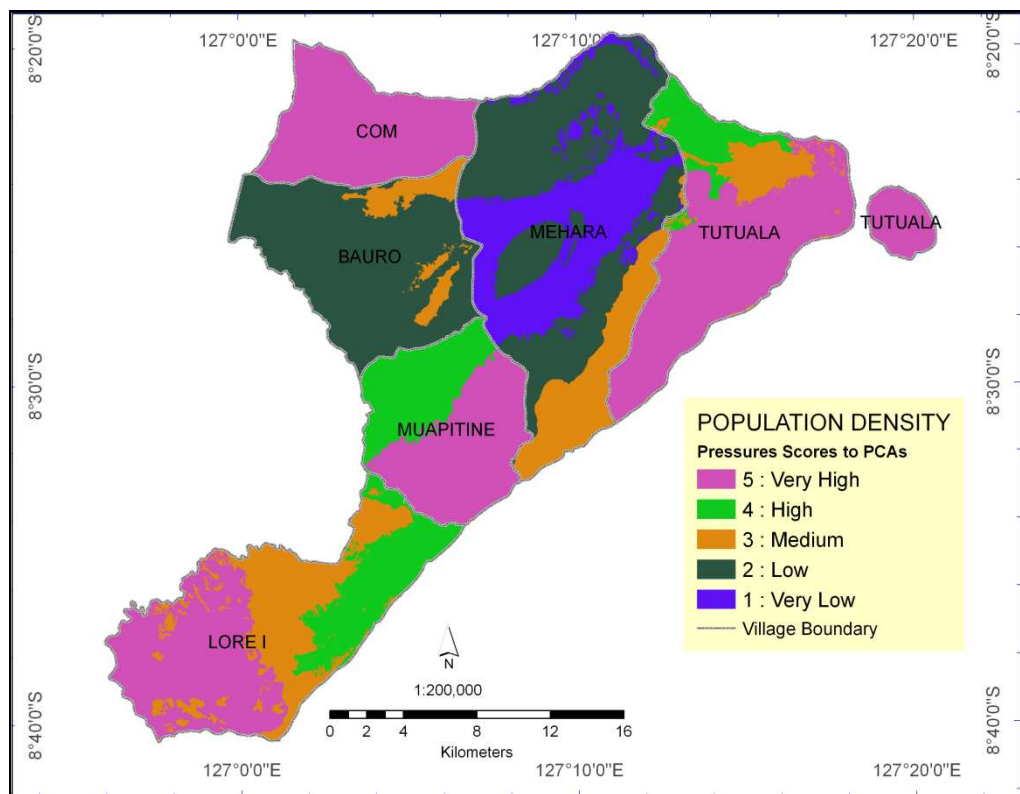 127°0'0"E
127°10'0"E
127°20'0"E
8°20'0"S
8°20'0"S
COM
BAURO
MEHARA
TUTUALA
TUTUALA
8°30'0"S
8°30'0"S
MUAPITINE
LORE I
POPULATION DENSITY
Pressures Scores to PCAs
5 : Very High
4 : High
3 : Medium
2 : Low
1 : Very Low
Village Boundary
N
1:200,000
0 2 4 8 12 16
Kilometers
8°40'0"S
8°40'0"S
127°0'0"E
127°10'0"E
127°20'0"E